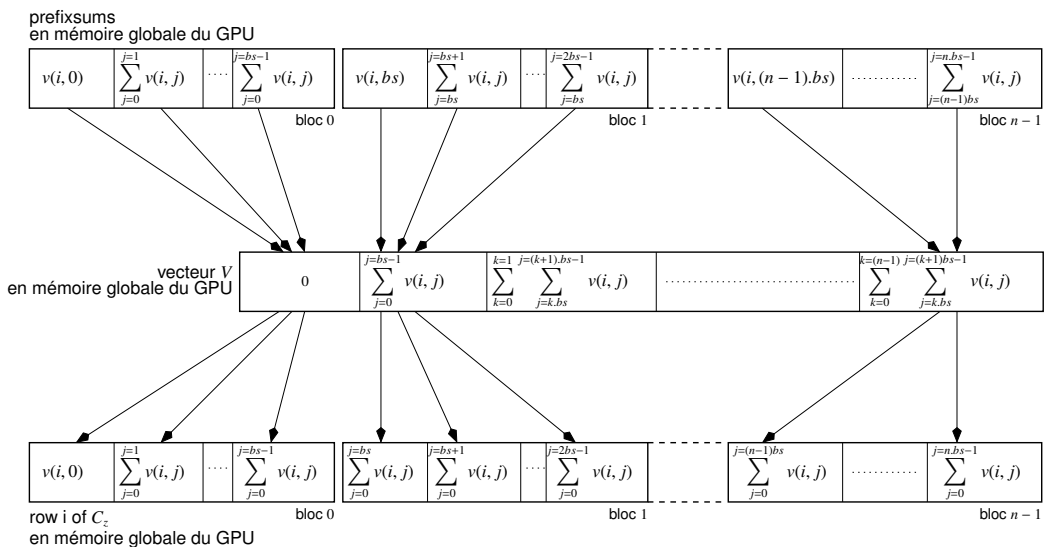 prefixsums
en mémoire globale du GPU
v(i, 0) ∑_{j=0}^{j=1} v(i, j) ···· ∑_{j=0}^{j=bs−1} v(i, j) v(i, bs) ∑_{j=bs}^{j=bs+1} v(i, j) ···· ∑_{j=bs}^{j=2bs−1} v(i, j) v(i, (n − 1).bs) ············ ∑_{j=(n−1)bs}^{j=n.bs−1} v(i, j)
bloc 0 bloc 1 bloc n − 1
vecteur V
en mémoire globale du GPU
0 ∑_{j=0}^{j=bs−1} v(i, j) ∑_{k=0}^{k=1} ∑_{j=k.bs}^{j=(k+1).bs−1} v(i, j) ············ ∑_{k=0}^{k=(n−1)} ∑_{j=k.bs}^{j=(k+1)bs−1} v(i, j)
v(i, 0) ∑_{j=0}^{j=1} v(i, j) ···· ∑_{j=0}^{j=bs−1} v(i, j) ∑_{j=0}^{j=bs} v(i, j) ∑_{j=0}^{j=bs+1} v(i, j) ···· ∑_{j=0}^{j=2bs−1} v(i, j) ∑_{j=0}^{j=(n−1)bs} v(i, j) ············ ∑_{j=0}^{j=n.bs−1} v(i, j)
bloc 0 bloc 1 bloc n − 1
row i of C_z
en mémoire globale du GPU